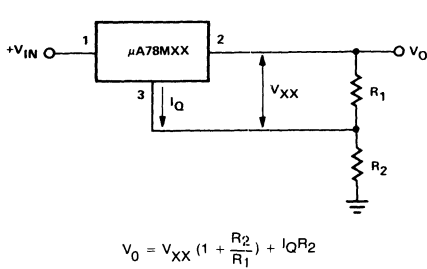 +VIN
1
μA78MXX
2
VO
3
IQ
VXX
R1
R2
V0 = VXX (1 + R2/R1) + IQR2